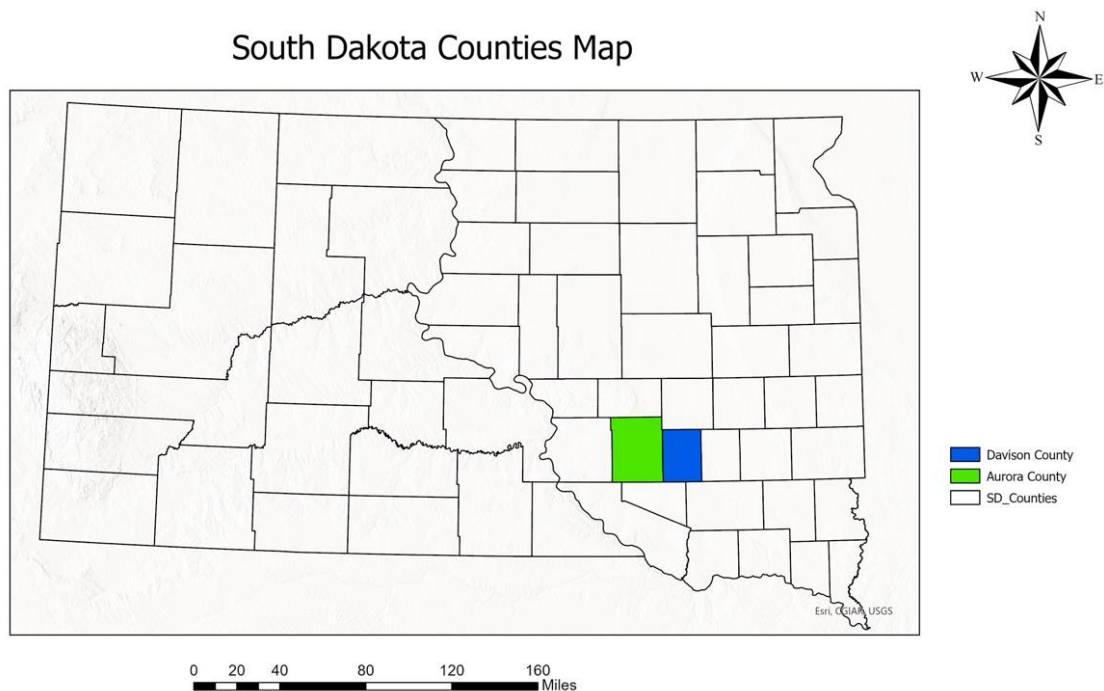 South Dakota Counties Map
N
W
E
S
Davison County
Aurora County
SD_Counties
Esri, CGIAR, USGS
0 20 40 80 120 160
Miles